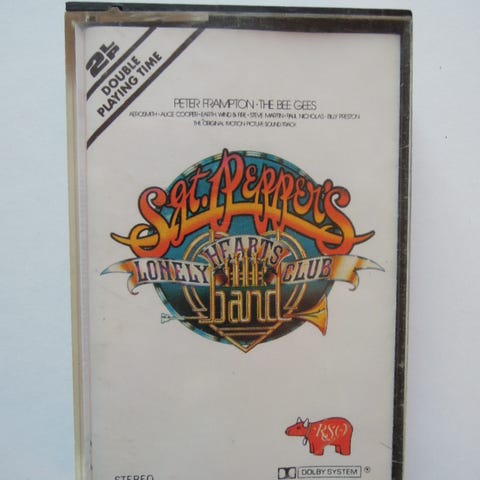 2LP
DOUBLE
PLAYING TIME
PETER FRAMPTON · THE BEE GEES
AEROSMITH · ALICE COOPER · EARTH, WIND & FIRE · STEVE MARTIN · PAUL NICHOLAS · BILLY PRESTON
THE ORIGINAL MOTION PICTURE SOUND TRACK
Sgt. Pepper's
LONELY HEARTS CLUB
band
RSO
STEREO
DOLBY SYSTEM ®